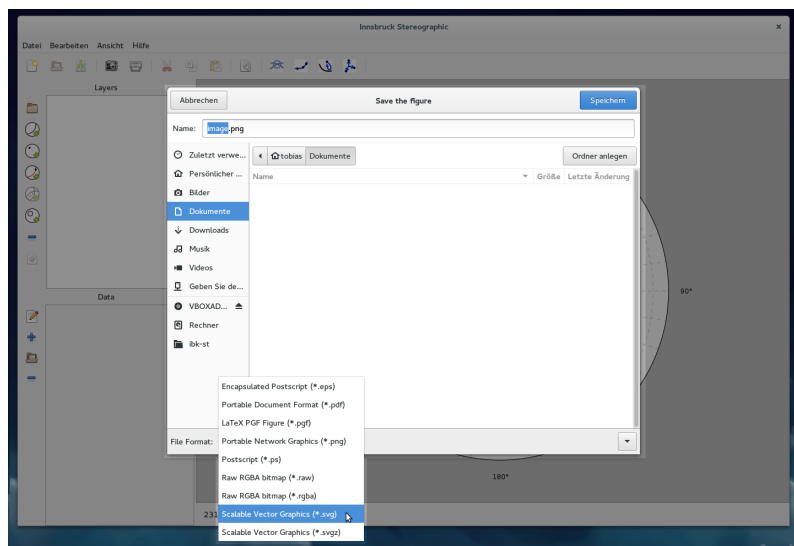 Innsbruck Stereographic
Datei Bearbeiten Ansicht Hilfe
Layers
Abbrechen Save the figure Speichern
Name: image.png
Zuletzt verwe... tobias Dokumente Ordner anlegen
Persönlicher ... Name Größe Letzte Änderung
Bilder
Dokumente
Downloads
Musik
Videos
Geben Sie de...
Data 90°
VBOXAD...
Rechner
ibk-st
Encapsulated Postscript (*.eps)
Portable Document Format (*.pdf)
LaTeX PGF Figure (*.pgf)
File Format: Portable Network Graphics (*.png)
Postscript (*.ps)
Raw RGBA bitmap (*.raw) 180°
Raw RGBA bitmap (*.rgba)
231 Scalable Vector Graphics (*.svg)
Scalable Vector Graphics (*.svgz)